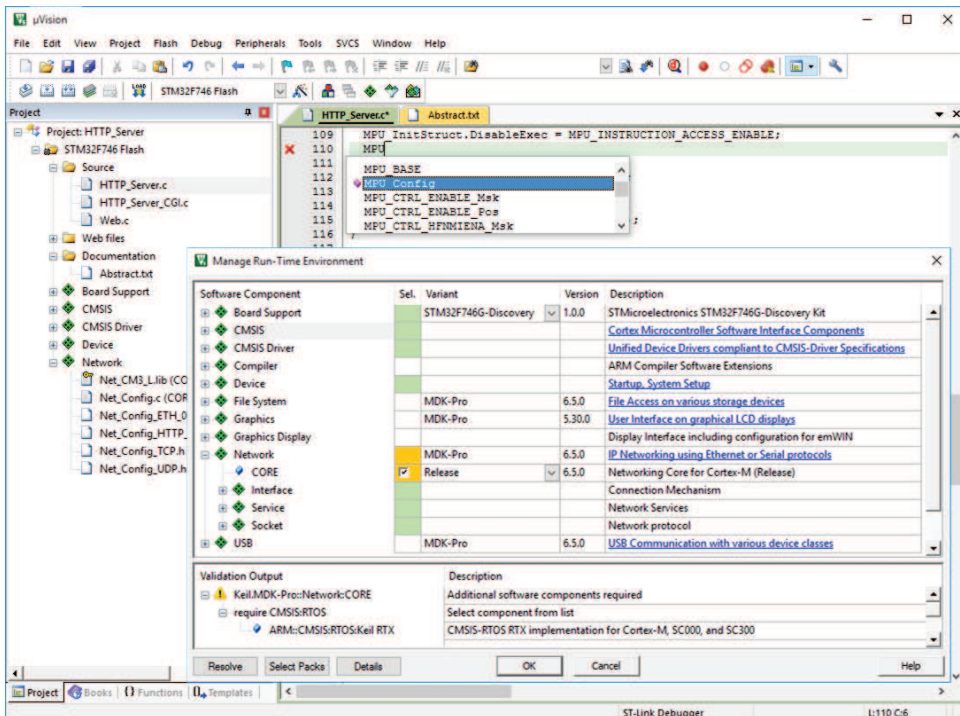 µVision
File Edit View Project Flash Debug Peripherals Tools SVCS Window Help
LOAD STM32F746 Flash
Project
HTTP_Server.c* Abstract.txt
Project: HTTP_Server
STM32F746 Flash
Source
HTTP_Server.c
HTTP_Server_CGI.c
Web.c
Web files
Documentation
Abstract.txt
Board Support
CMSIS
CMSIS Driver
Device
Network
Net_CM3_L.lib (CO
Net_Config.c (COR
Net_Config_ETH_0
Net_Config_HTTP_
Net_Config_TCP.h
Net_Config_UDP.h
109 MPU_InitStruct.DisableExec = MPU_INSTRUCTION_ACCESS_ENABLE;
110 MPU
111
112
113
114
115 ;
116
MPU_BASE
MPU_Config
MPU_CTRL_ENABLE_Msk
MPU_CTRL_ENABLE_Pos
MPU_CTRL_HFNMIENA_Msk
Manage Run-Time Environment
Software Component Sel. Variant Version Description
Board Support STM32F746G-Discovery 1.0.0 STMicroelectronics STM32F746G-Discovery Kit
CMSIS Cortex Microcontroller Software Interface Components
CMSIS Driver Unified Device Drivers compliant to CMSIS-Driver Specifications
Compiler ARM Compiler Software Extensions
Device Startup, System Setup
File System MDK-Pro 6.5.0 File Access on various storage devices
Graphics MDK-Pro 5.30.0 User Interface on graphical LCD displays
Graphics Display Display Interface including configuration for emWIN
Network MDK-Pro 6.5.0 IP Networking using Ethernet or Serial protocols
CORE Release 6.5.0 Networking Core for Cortex-M (Release)
Interface Connection Mechanism
Service Network Services
Socket Network protocol
USB MDK-Pro 6.5.0 USB Communication with various device classes
Validation Output Description
Keil.MDK-Pro::Network:CORE Additional software components required
require CMSIS:RTOS Select component from list
ARM::CMSIS:RTOS:Keil RTX CMSIS-RTOS RTX implementation for Cortex-M, SC000, and SC300
Resolve Select Packs Details OK Cancel Help
Project Books {} Functions 0 Templates
ST-Link Debugger L:110 C:6